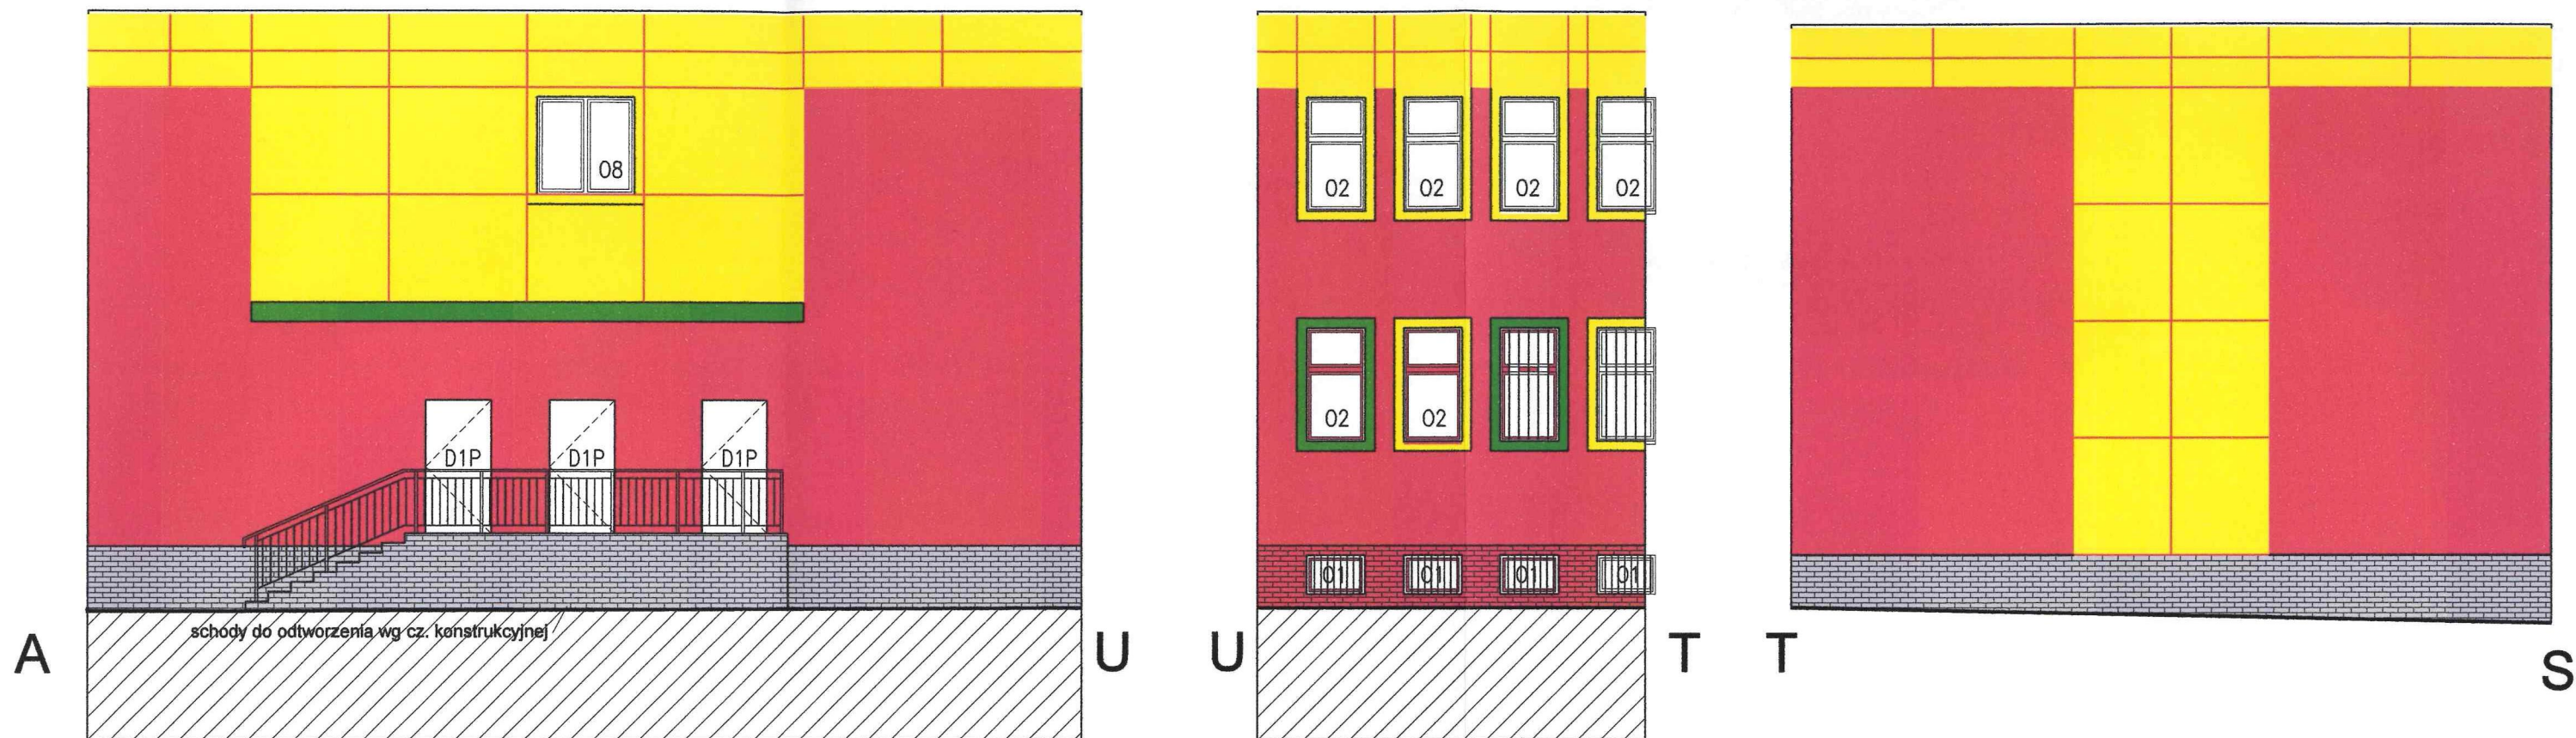 08
02 02 02 02
02 02
D1P D1P D1P
01 01 01 01
schody do odtworzenia wg cz. konstrukcyjnej
A U U T T S